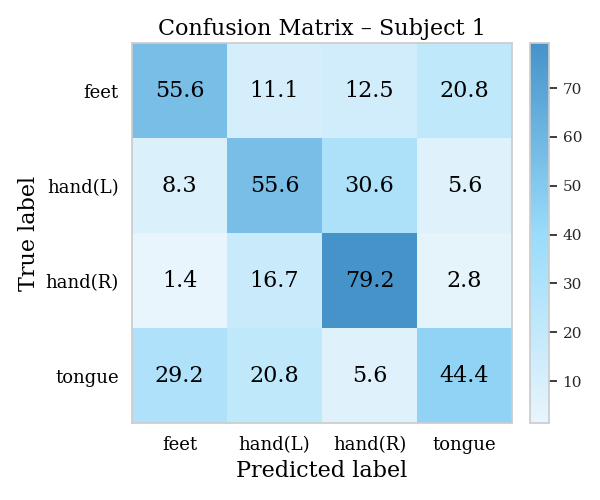 Confusion Matrix – Subject 1
True label
feet 55.6 11.1 12.5 20.8
hand(L) 8.3 55.6 30.6 5.6
hand(R) 1.4 16.7 79.2 2.8
tongue 29.2 20.8 5.6 44.4
feet hand(L) hand(R) tongue
Predicted label
70
60
50
40
30
20
10